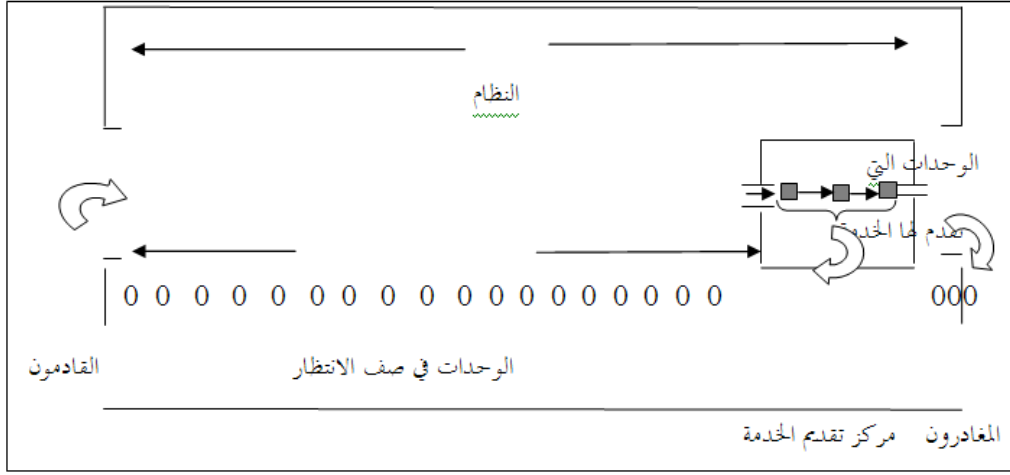 النظام
الوحدات التي
تقدم لها الخدمة
0 0 0 0 0 0 0 0 0 0 0 0 0 0 0 0 0 000
القادمون
الوحدات في صف الانتظار
المغادرون
مركز تقديم الخدمة